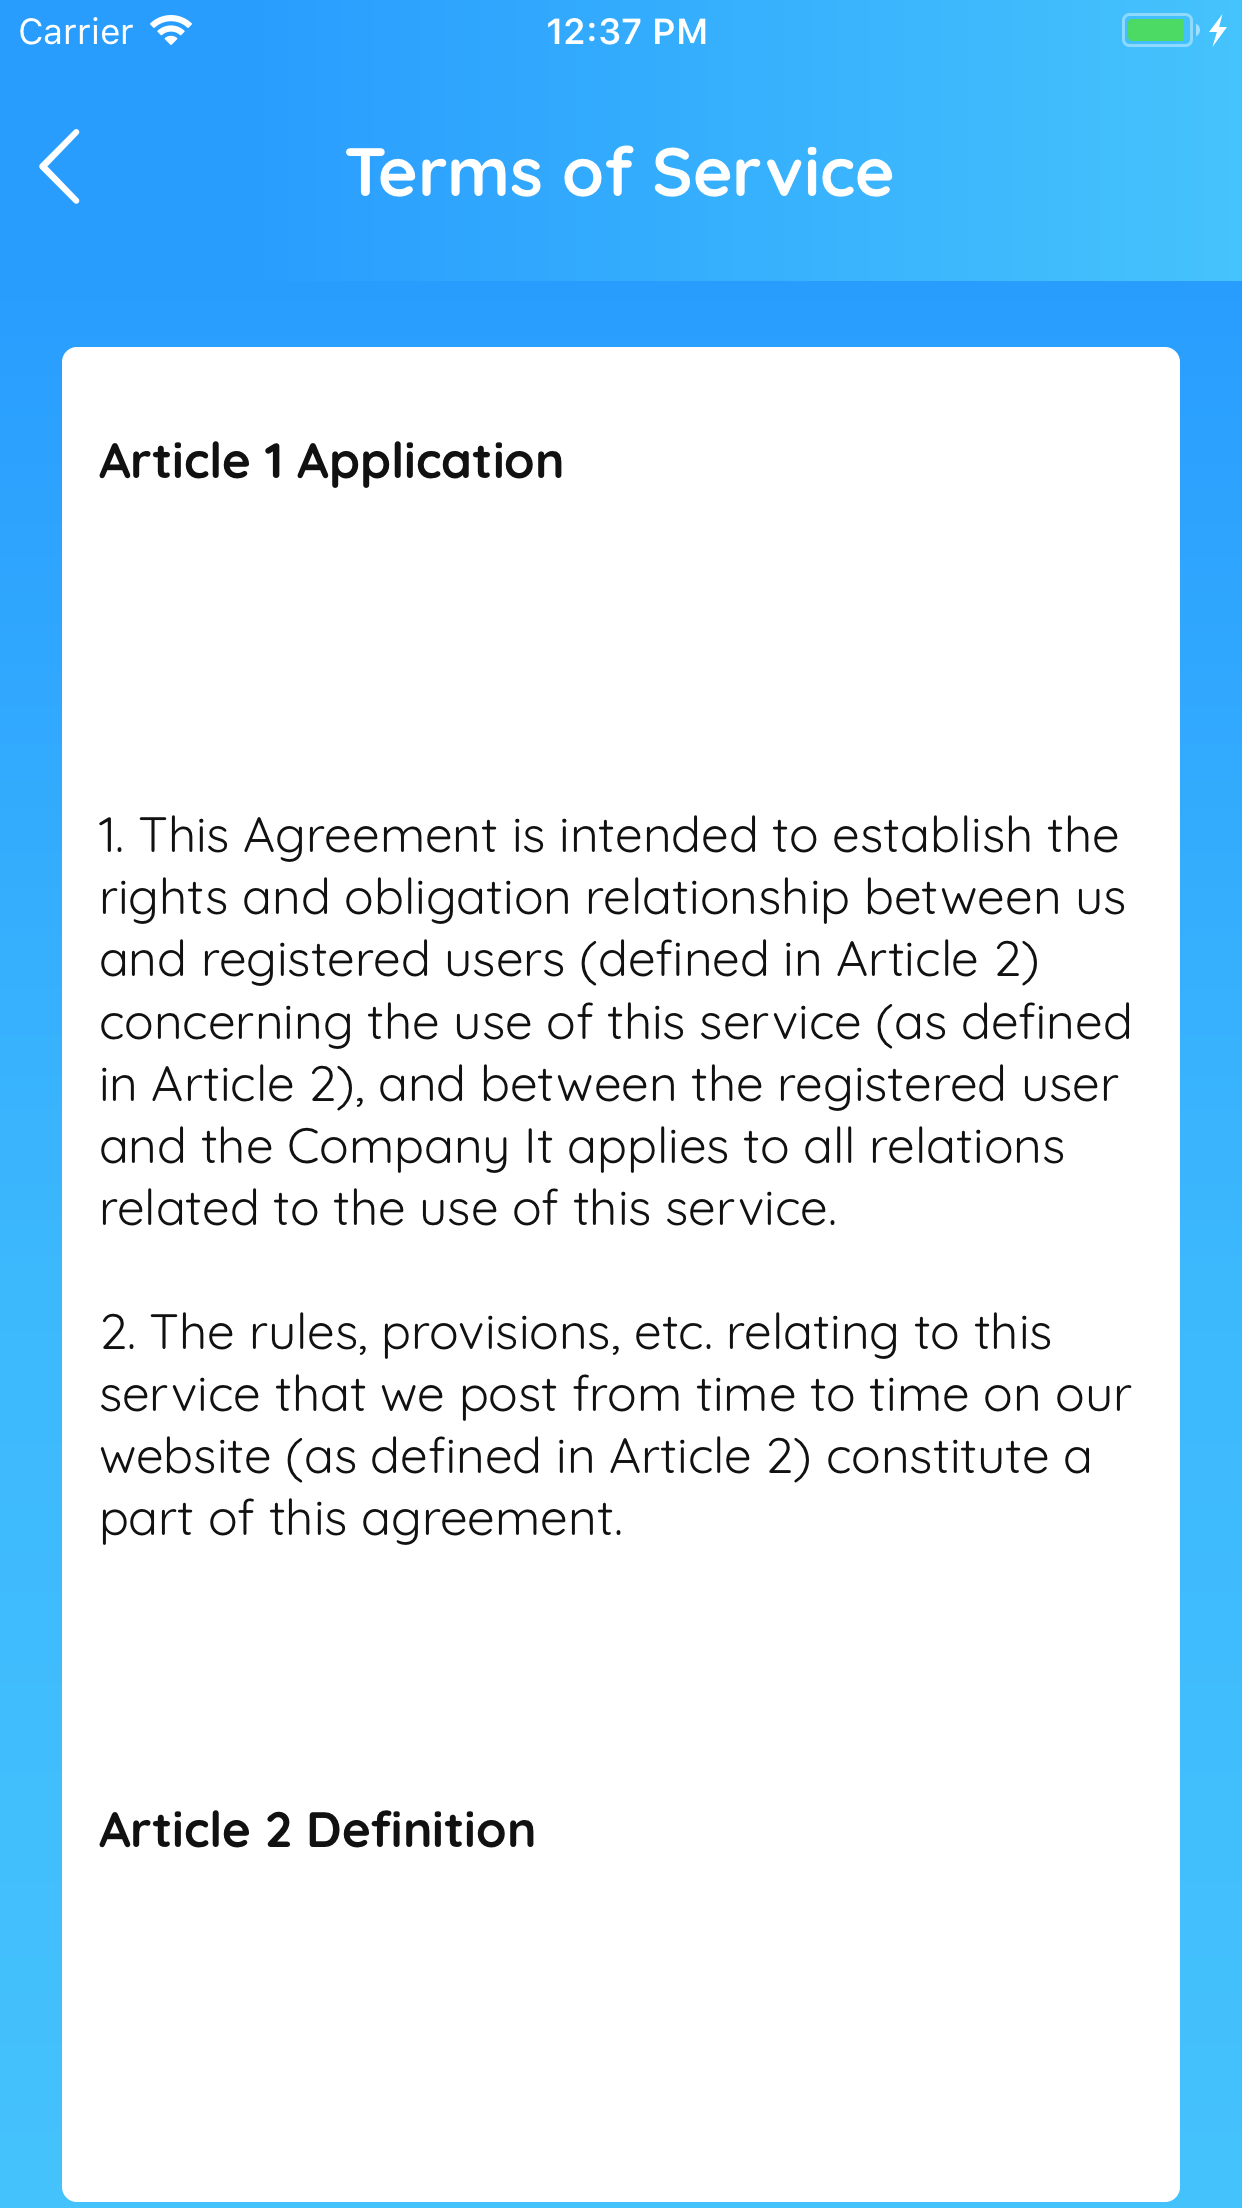 Carrier 12:37 PM
Terms of Service
Article 1 Application
1. This Agreement is intended to establish the
rights and obligation relationship between us
and registered users (defined in Article 2)
concerning the use of this service (as defined
in Article 2), and between the registered user
and the Company It applies to all relations
related to the use of this service.
2. The rules, provisions, etc. relating to this
service that we post from time to time on our
website (as defined in Article 2) constitute a
part of this agreement.
Article 2 Definition